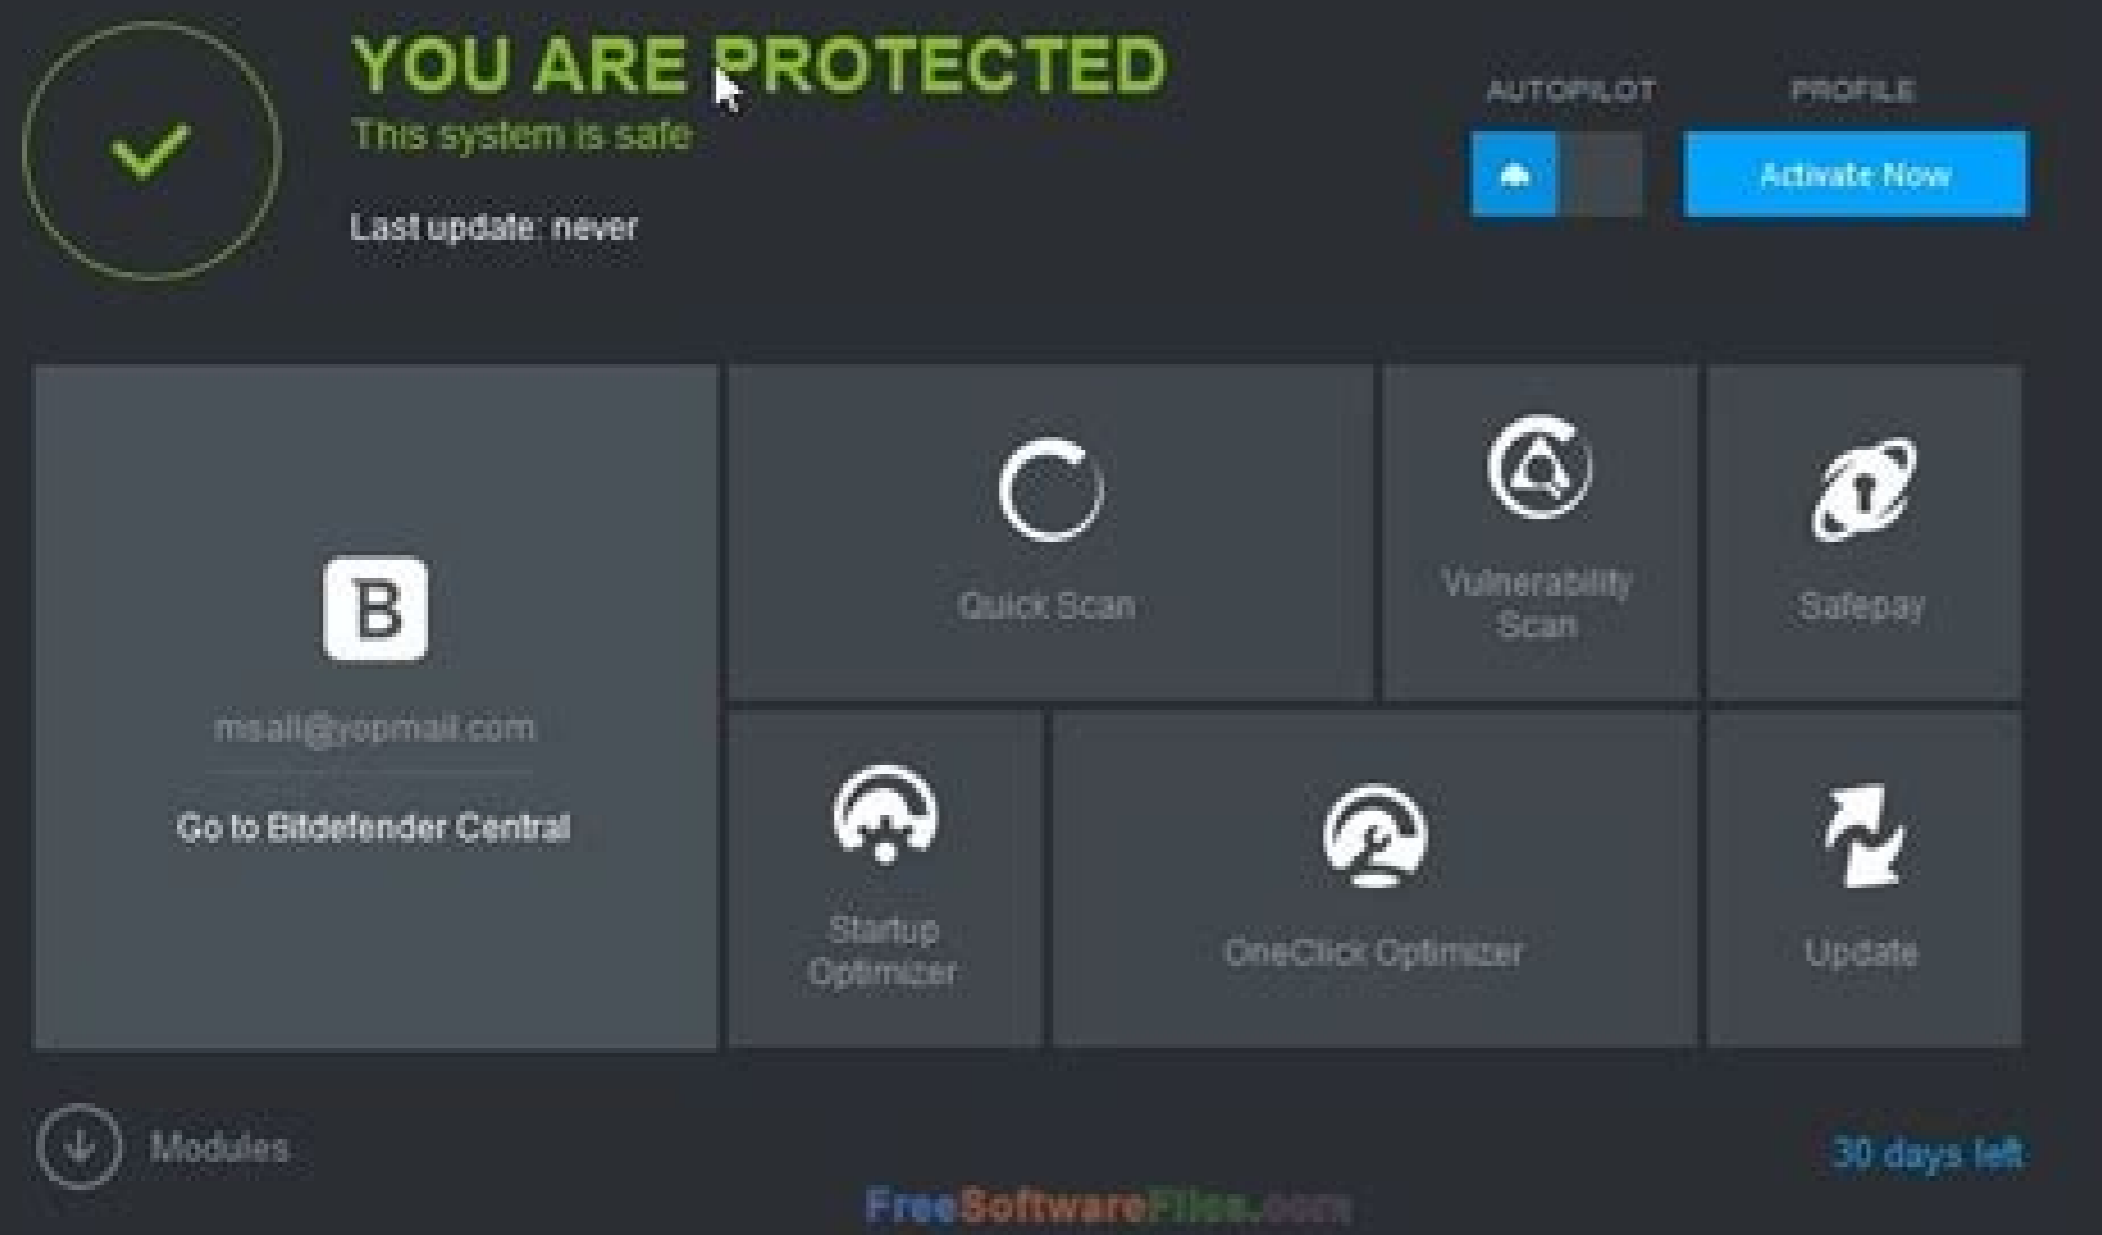 YOU ARE PROTECTED
This system is safe
Last update: never
AUTOPILOT
PROFILE
Activate Now
B
msall@yopmail.com
Go to Bitdefender Central
Quick Scan
Vulnerability
Scan
Safepay
Startup
Optimizer
OneClick Optimizer
Update
Modules
30 days left
FreeSoftwareFiles.com